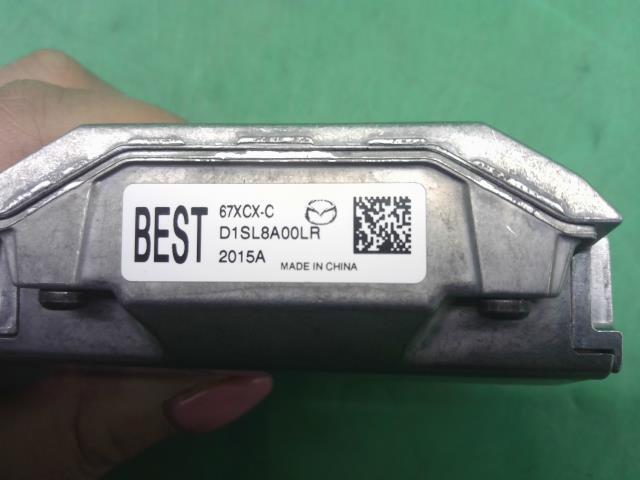 BEST
67XCX-C
D1SL8A00LR
2015A
MADE IN CHINA